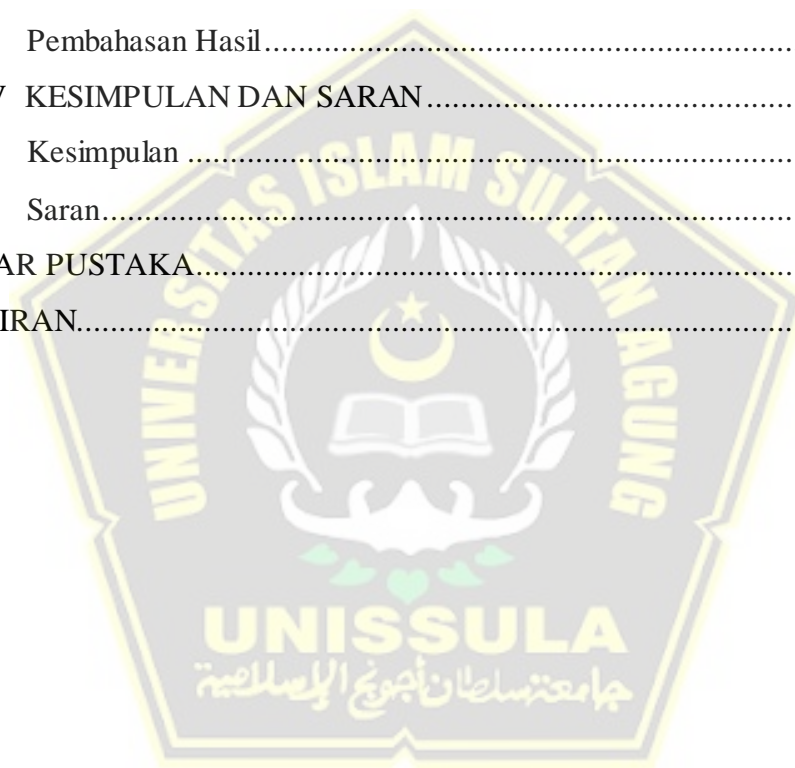 Pembahasan Hasil................................................................
KESIMPULAN DAN SARAN............................................
Kesimpulan.........................................................................
Saran...................................................................................
AR PUSTAKA........................................................................
IRAN......................................................................................
UNIVERSITAS ISLAM SULTAN AGUNG
UNISSULA
جامعة سلطان أجونج الإسلامية